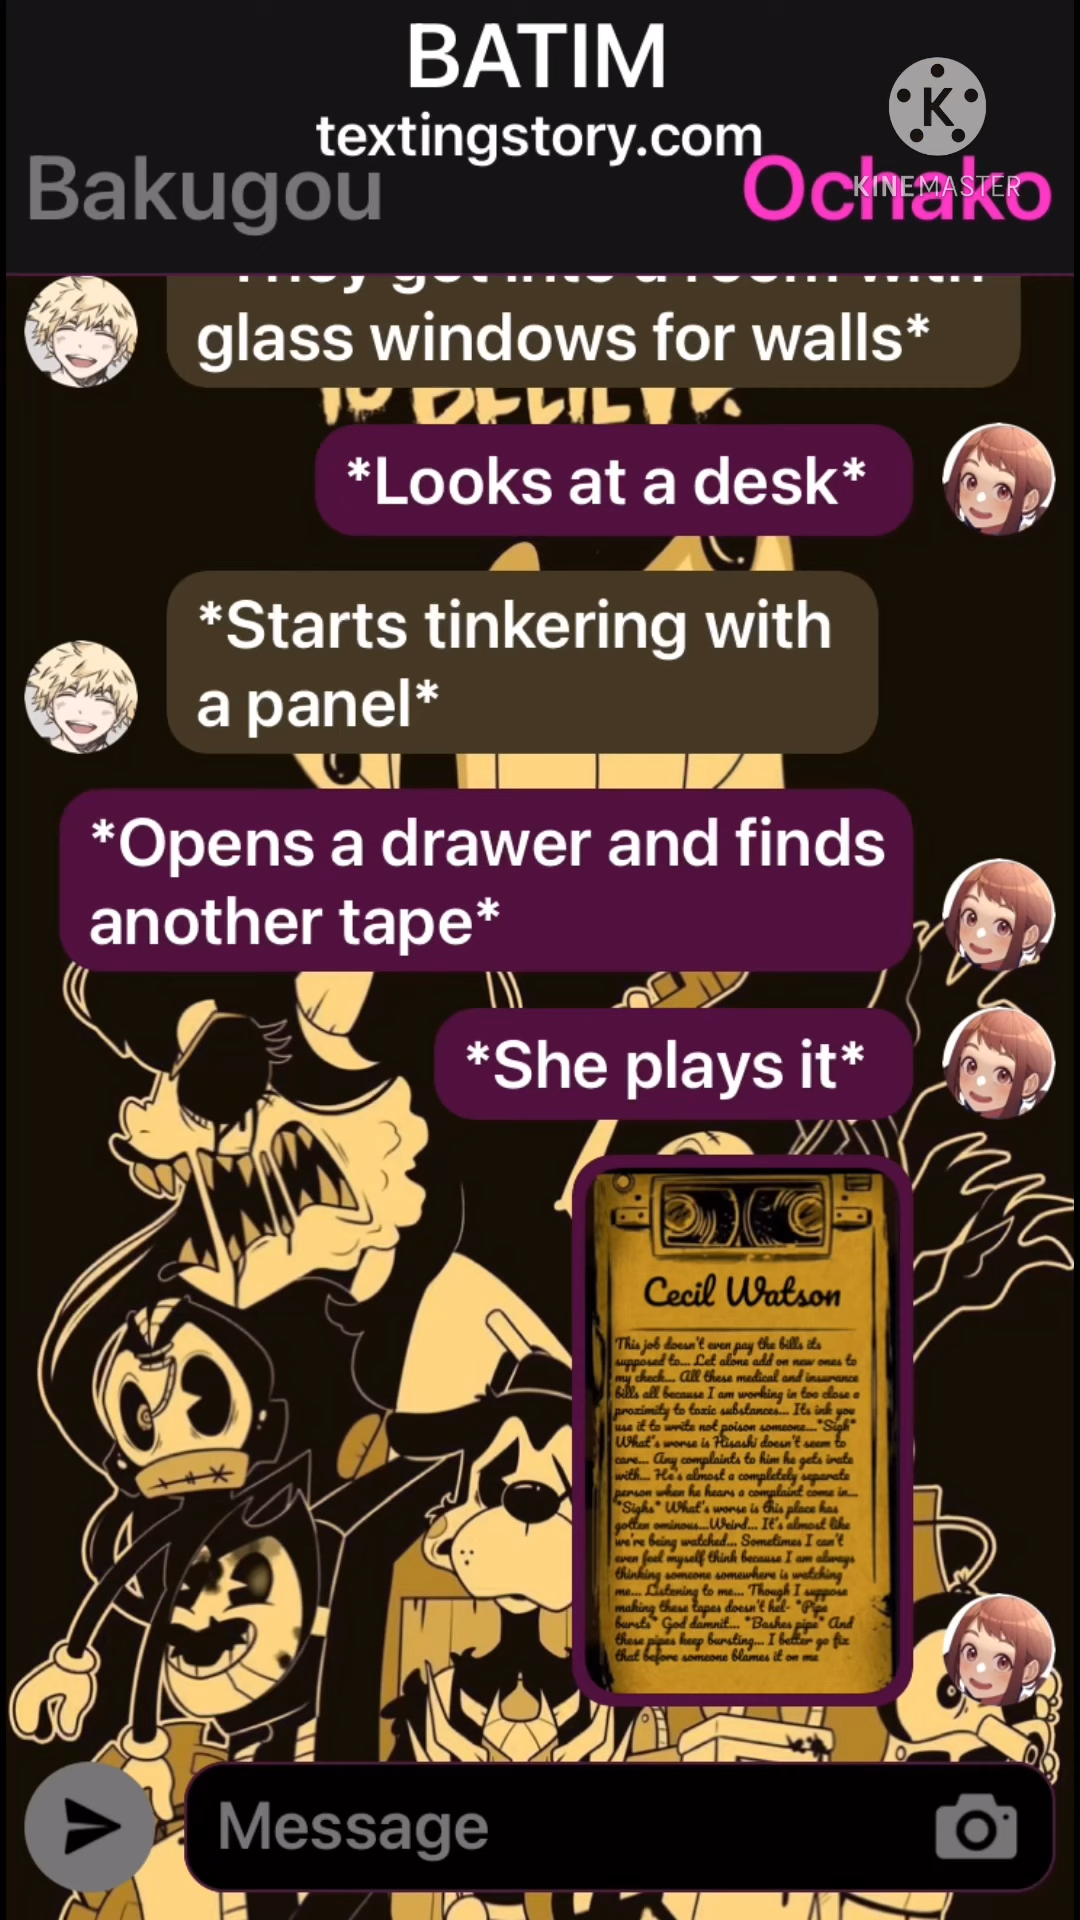 BATIM
textingstory.com
Bakugou
Ochako
K
KINEMASTER
*They get into a room with
glass windows for walls*
TO BELIEVE
*Looks at a desk*
*Starts tinkering with
a panel*
*Opens a drawer and finds
another tape*
*She plays it*
Cecil Watson
This job doesn't even pay the bills its
supposed to... Let alone add on new ones to
my check... All these medical and insurance
bills all because I am working in too close a
proximity to toxic substances... Its ink you
use it to write not poison someone... *Sigh*
What's worse is Hisashi doesn't seem to
care... Any complaints to him he gets irate
with... He's almost a completely separate
person when he hears a complaint come in...
*Sighs* What's worse is this place has
gotten ominous...Weird... It's almost like
we're being watched... Sometimes I can't
even feel myself think because I am always
thinking someone somewhere is watching
me... Listening to me... Though I suppose
making these tapes doesn't hel- *Pipe
bursts* God damnit... *Bashes pipe* And
these pipes keep bursting... I better go fix
that before someone blames it on me
Message